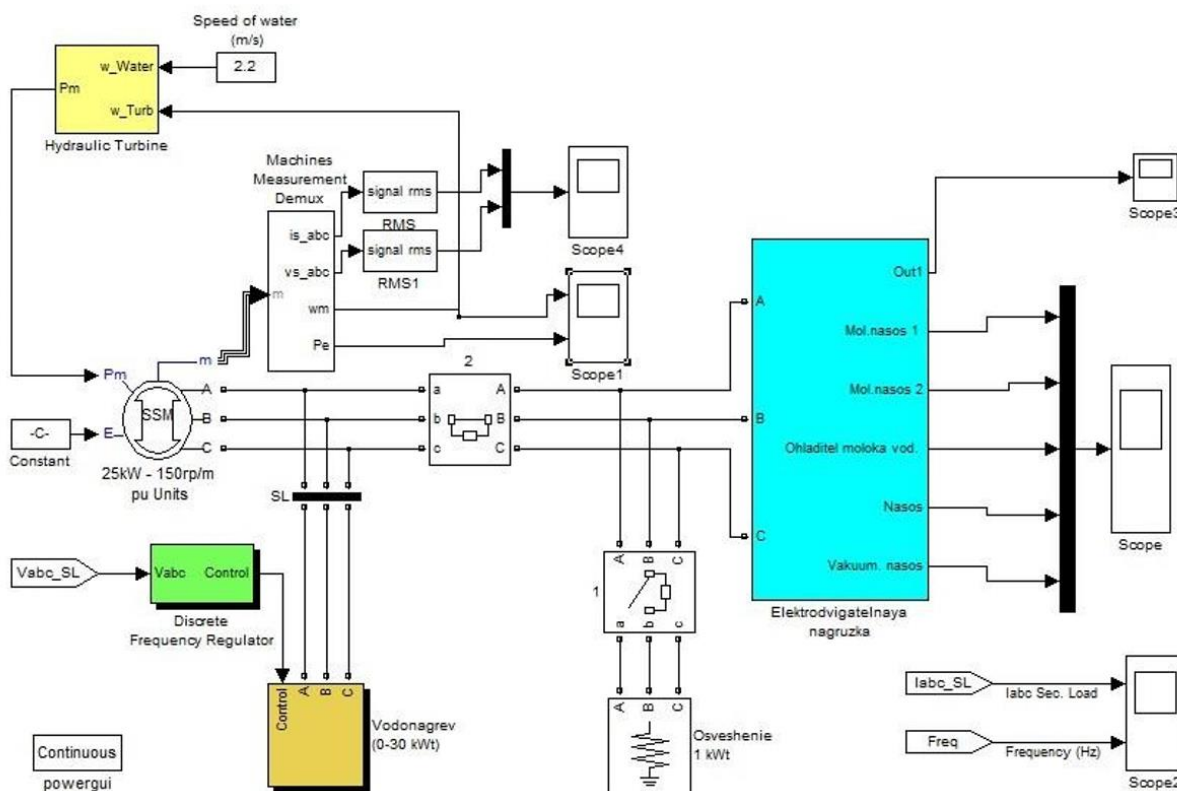 Speed of water
(m/s)
2.2
w_Water
Pm
w_Turb
Hydraulic Turbine
Machines
Measurement
Demux
signal rms
RMS
is_abc
signal rms
RMS1
vs_abc
m
wm
Pe
Scope4
Scope1
Scope3
Out1
A
Mol.nasos 1
Mol.nasos 2
B
Ohladitel moloka vod.
Nasos
C
Vakuum. nasos
Elektrodvigatelnaya
nagruzka
Scope
m
Pm
SSM
E
A
B
C
-C-
Constant
25kW - 150rp/m
pu Units
2
a
A
b
B
c
C
SL
Vabc_SL
Vabc
Control
Discrete
Frequency Regulator
A
B
C
1
a
b
c
Control
A
B
C
Vodonagrev
(0-30 kWt)
A
B
C
Osveshenie
1 kWt
Iabc_SL
Iabc Sec. Load
Freq
Frequency (Hz)
Scope2
Continuous
powergui